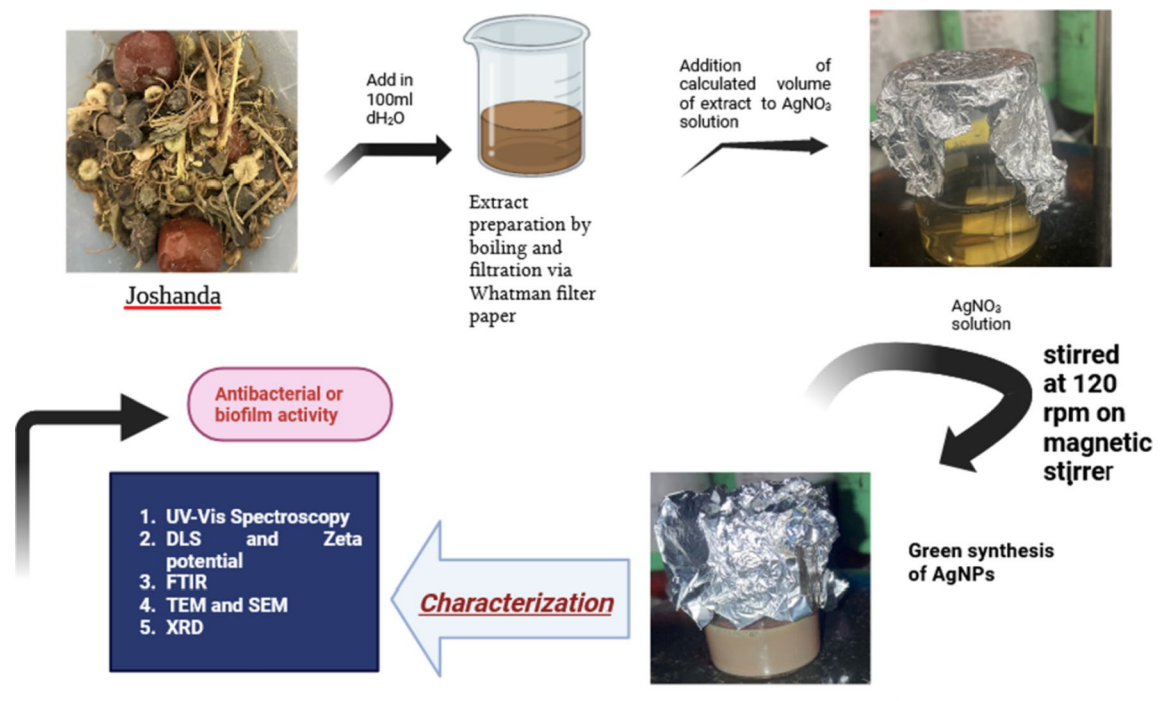 Add in
100ml
dH₂O
Addition of
calculated volume
of extract to AgNO₃
solution
Joshanda
Extract
preparation by
boiling and
filtration via
Whatman filter
paper
AgNO₃
solution
stirred
at 120
rpm on
magnetic
stirrer
Green synthesis
of AgNPs
Characterization
1. UV-Vis Spectroscopy
2. DLS and Zeta
potential
3. FTIR
4. TEM and SEM
5. XRD
Antibacterial or
biofilm activity